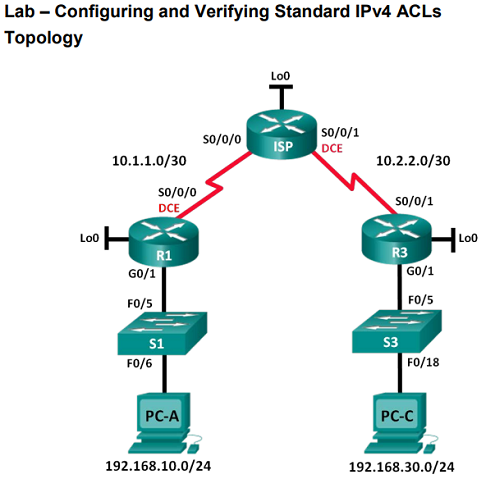 Lab – Configuring and Verifying Standard IPv4 ACLs
Topology
Lo0
S0/0/0
S0/0/1
ISP
DCE
10.1.1.0/30
10.2.2.0/30
S0/0/0
DCE
S0/0/1
Lo0
R1
R3
Lo0
G0/1
G0/1
F0/5
F0/5
S1
S3
F0/6
F0/18
PC-A
PC-C
192.168.10.0/24
192.168.30.0/24